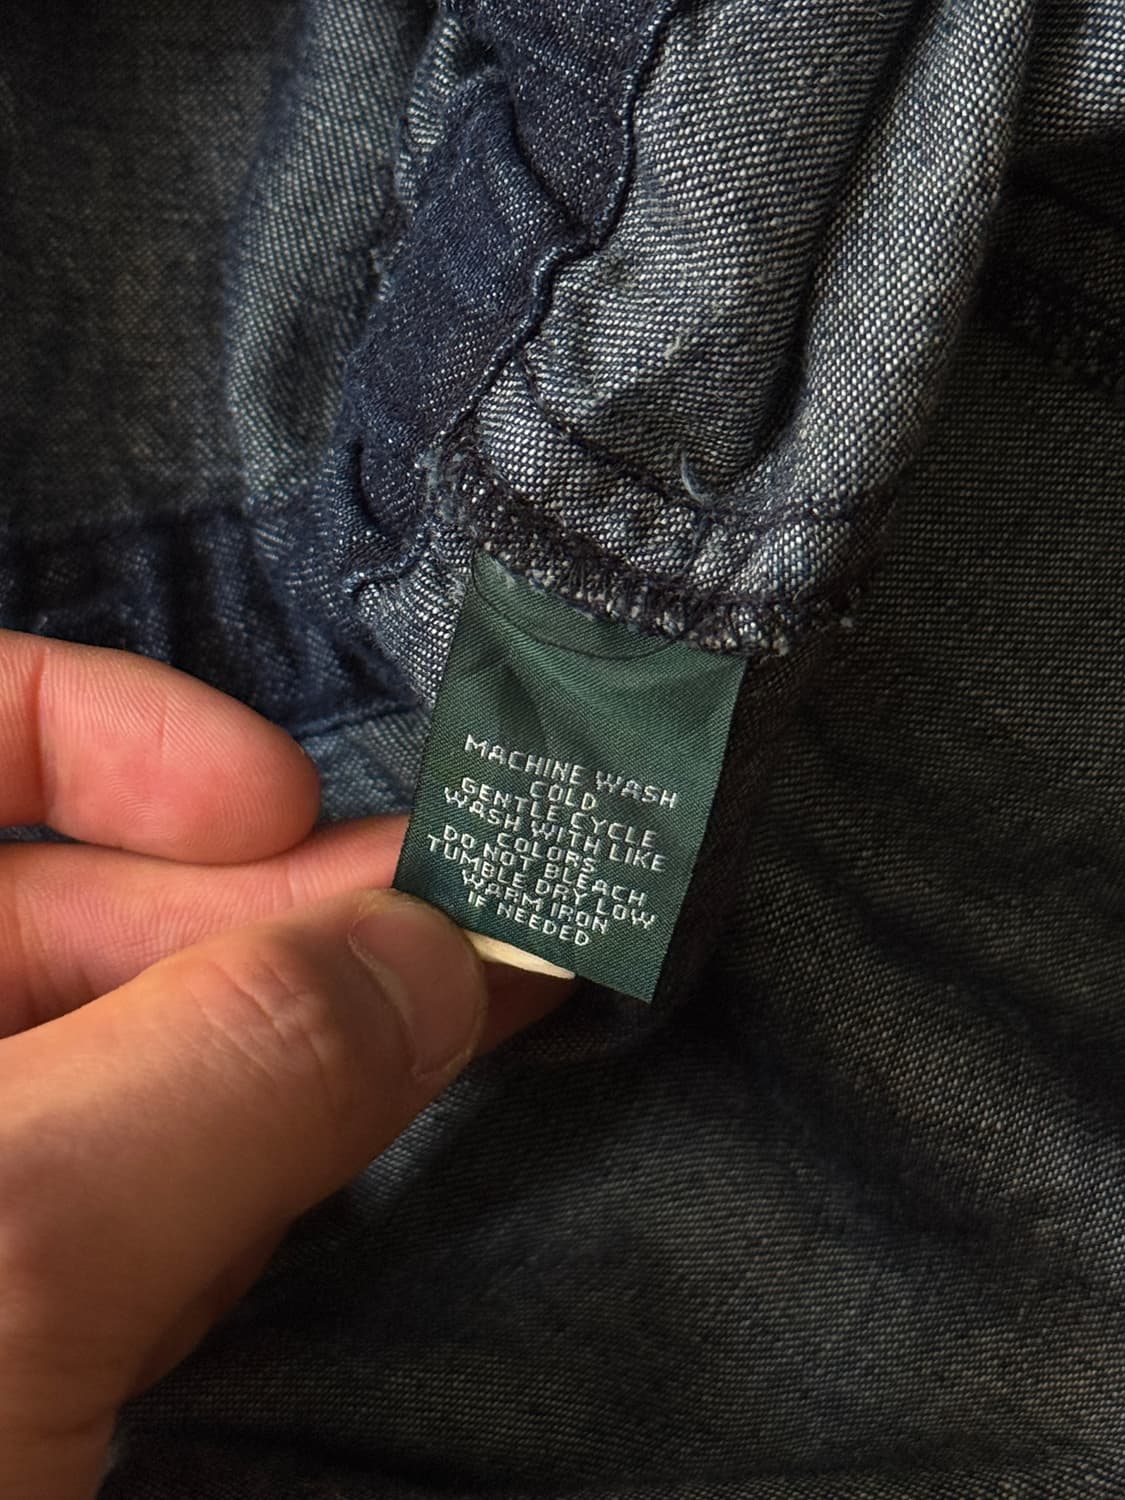 MACHINE WASH
COLD
GENTLE CYCLE
WASH WITH LIKE
COLORS
DO NOT BLEACH
TUMBLE DRY LOW
WARM IRON
IF NEEDED